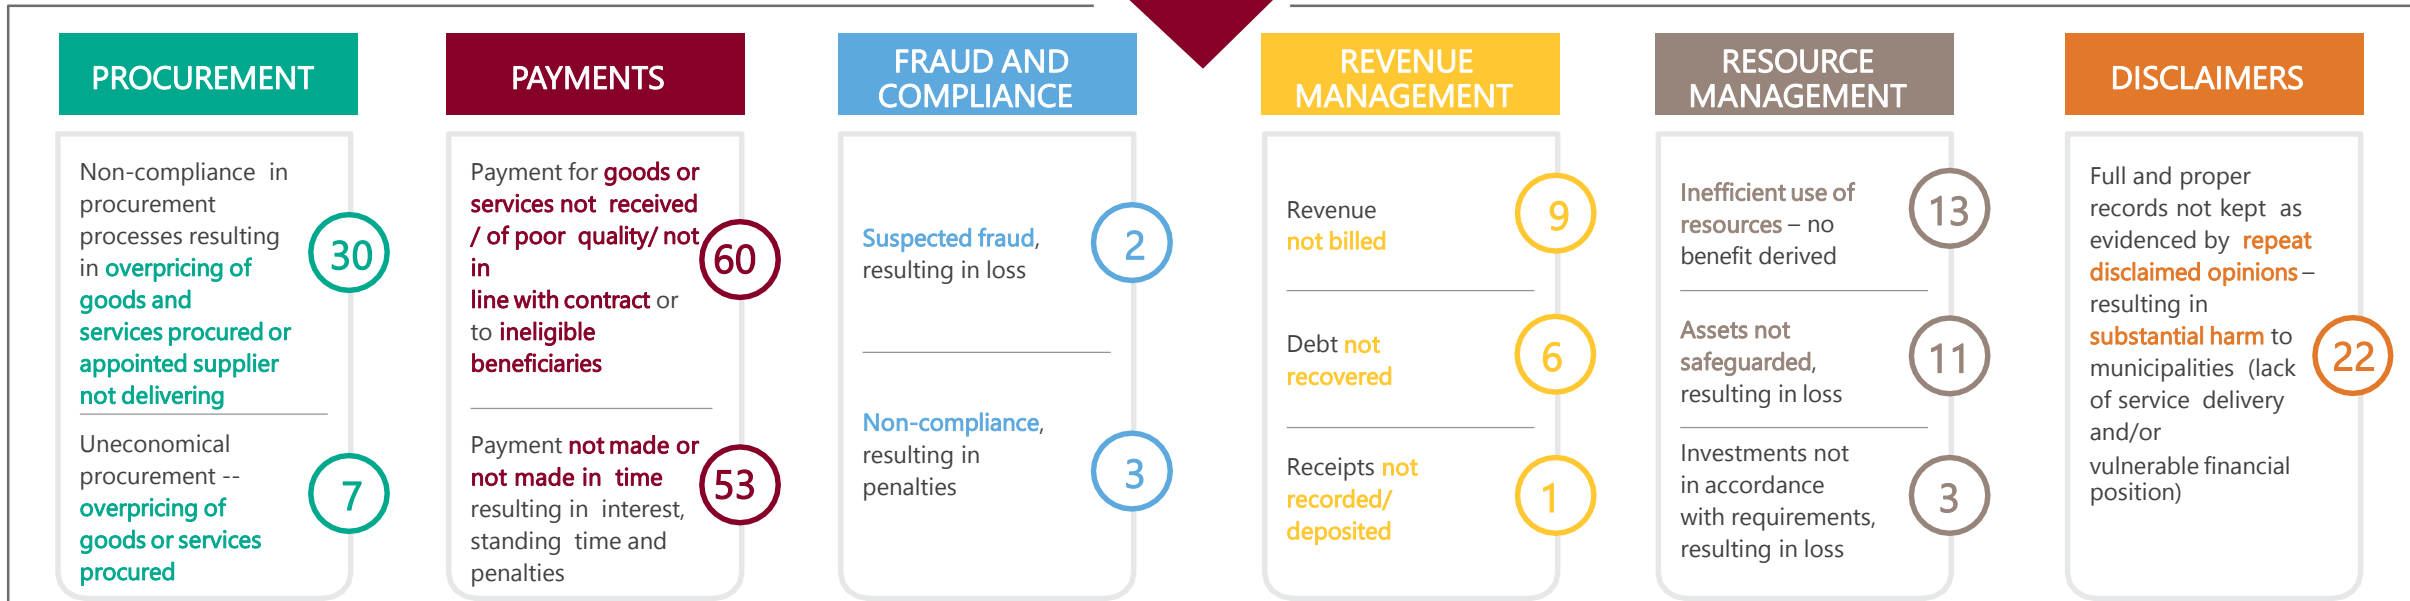 PROCUREMENT
Non-compliance in
procurement
processes resulting
in overpricing of
goods and
services procured or
appointed supplier
not delivering
30
Uneconomical
procurement --
overpricing of
goods or services
procured
7
PAYMENTS
Payment for goods or
services not received
/ of poor quality/ not
in
line with contract or
to ineligible
beneficiaries
60
Payment not made or
not made in time
resulting in interest,
standing time and
penalties
53
FRAUD AND
COMPLIANCE
Suspected fraud,
resulting in loss
2
Non-compliance,
resulting in
penalties
3
REVENUE
MANAGEMENT
Revenue
not billed
9
Debt not
recovered
6
Receipts not
recorded/
deposited
1
RESOURCE
MANAGEMENT
Inefficient use of
resources – no
benefit derived
13
Assets not
safeguarded,
resulting in loss
11
Investments not
in accordance
with requirements,
resulting in loss
3
DISCLAIMERS
Full and proper
records not kept as
evidenced by repeat
disclaimed opinions –
resulting in
substantial harm to
municipalities (lack
of service delivery
and/or
vulnerable financial
position)
22